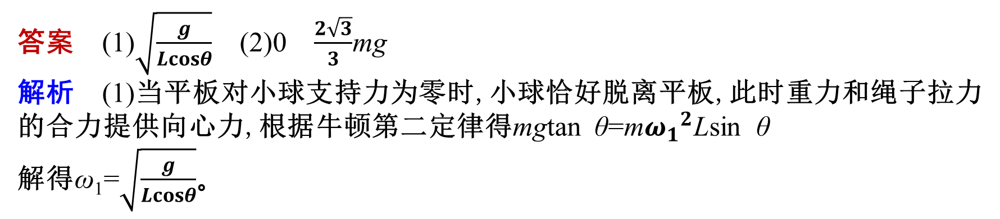 答案 (1)√(g/(Lcosθ)) (2)0 (2√3/3)mg
解析 (1)当平板对小球支持力为零时,小球恰好脱离平板,此时重力和绳子拉力
的合力提供向心力,根据牛顿第二定律得mgtan θ=mω₁²Lsin θ
解得ω₁=√(g/(Lcosθ))。